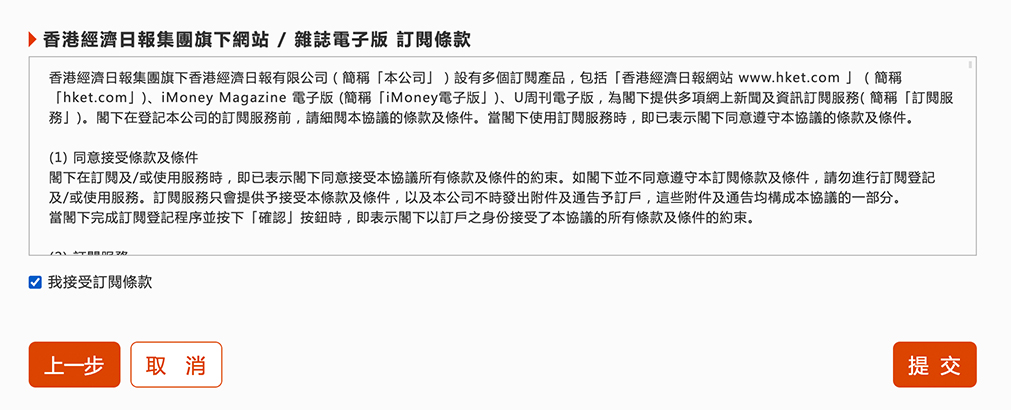 香港經濟日報集團旗下網站 / 雜誌電子版 訂閱條款
香港經濟日報集團旗下香港經濟日報有限公司 ( 簡稱「本公司」 ) 設有多個訂閱產品，包括「香港經濟日報網站 www.hket.com 」 ( 簡稱
「hket.com」)、iMoney Magazine 電子版 (簡稱「iMoney電子版」)、U周刊電子版，為閣下提供多項網上新聞及資訊訂閱服務( 簡稱「訂閱服
務」)。閣下在登記本公司的訂閱服務前，請細閱本協議的條款及條件。當閣下使用訂閱服務時，即已表示閣下同意遵守本協議的條款及條件。
(1) 同意接受條款及條件
閣下在訂閱及/或使用服務時，即已表示閣下同意接受本協議所有條款及條件的約束。如閣下並不同意遵守本訂閱條款及條件，請勿進行訂閱登記
及/或使用服務。訂閱服務只會提供予接受本條款及條件，以及本公司不時發出附件及通告予訂戶，這些附件及通告均構成本協議的一部分。
當閣下完成訂閱登記程序並按下「確認」按鈕時，即表示閣下以訂戶之身份接受了本協議的所有條款及條件的約束。
(2) 訂閱服務
我接受訂閱條款
上一步
取 消
提 交